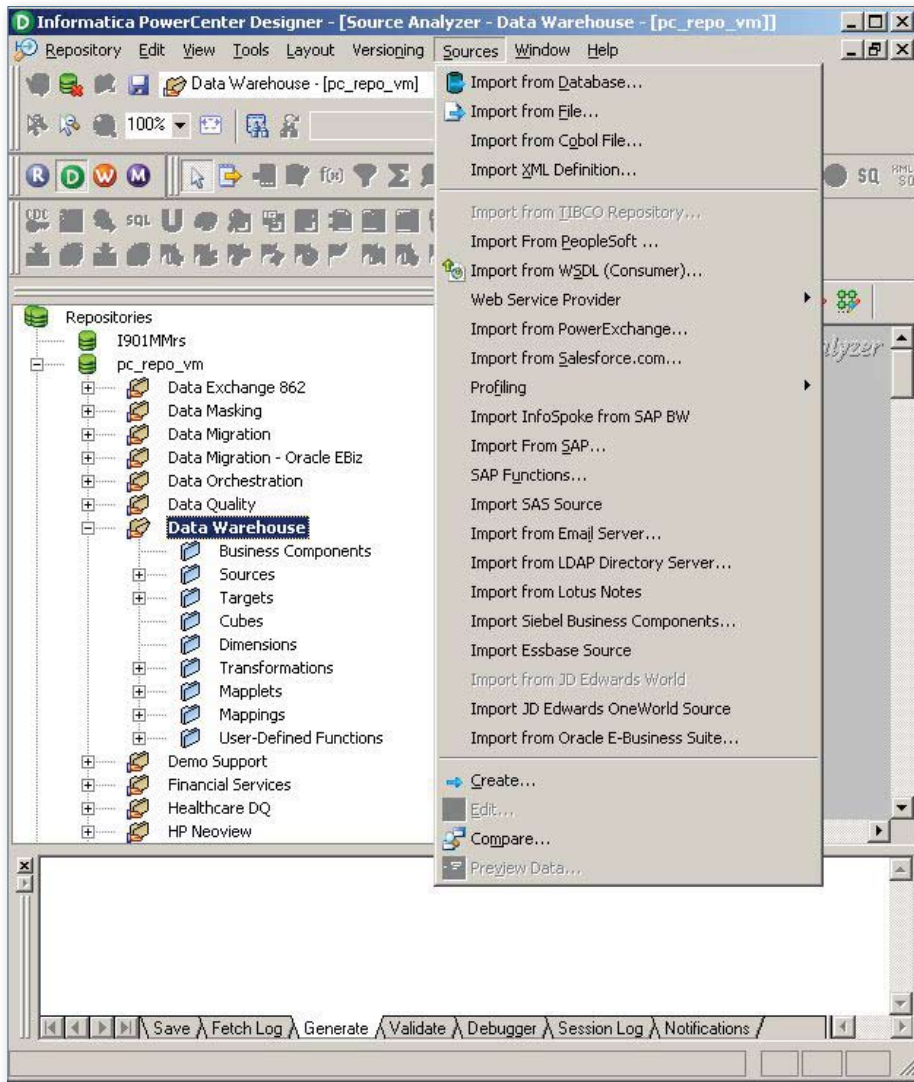 Informatica PowerCenter Designer - [Source Analyzer - Data Warehouse - [pc_repo_vm]]
Repository Edit View Tools Layout Versioning Sources Window Help
Data Warehouse - [pc_repo_vm]
100%
R D W M
f(x) Σ
SQ
CDC
SQL
Import from Database...
Import from File...
Import from Cobol File...
Import XML Definition...
Import from TIBCO Repository...
Import From PeopleSoft ...
Import from WSDL (Consumer)...
Web Service Provider
Import from PowerExchange...
Import from Salesforce.com...
Profiling
Import InfoSpoke from SAP BW
Import From SAP...
SAP Functions...
Import SAS Source
Import from Email Server...
Import from LDAP Directory Server...
Import from Lotus Notes
Import Siebel Business Components...
Import Essbase Source
Import from JD Edwards World
Import JD Edwards OneWorld Source
Import from Oracle E-Business Suite...
Create...
Edit...
Compare...
Preview Data...
Repositories
I901MMrs
pc_repo_vm
Data Exchange 862
Data Masking
Data Migration
Data Migration - Oracle EBiz
Data Orchestration
Data Quality
Data Warehouse
Business Components
Sources
Targets
Cubes
Dimensions
Transformations
Mapplets
Mappings
User-Defined Functions
Demo Support
Financial Services
Healthcare DQ
HP Neoview
Save Fetch Log Generate Validate Debugger Session Log Notifications